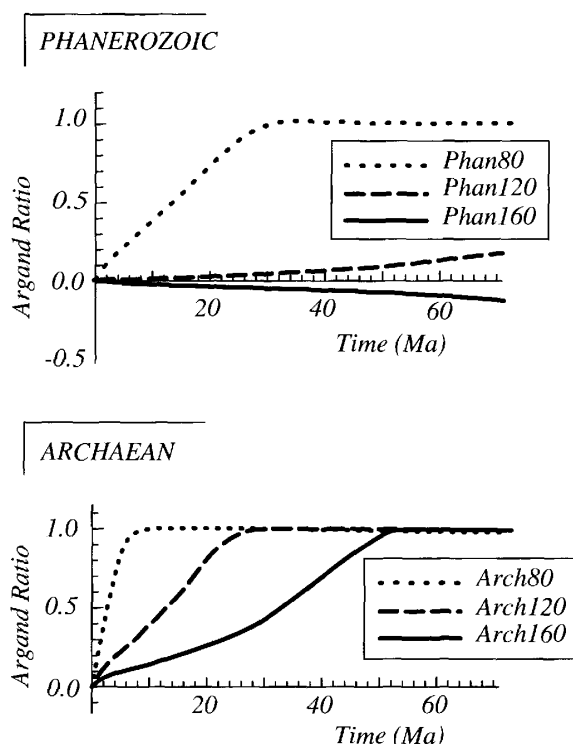 PHANEROZOIC
1.0
0.5
0.0
-0.5
Argand Ratio
Phan80
Phan120
Phan160
20 40 60
Time (Ma)
ARCHAEAN
1.0
0.5
0.0
Argand Ratio
Arch80
Arch120
Arch160
20 40 60
Time (Ma)